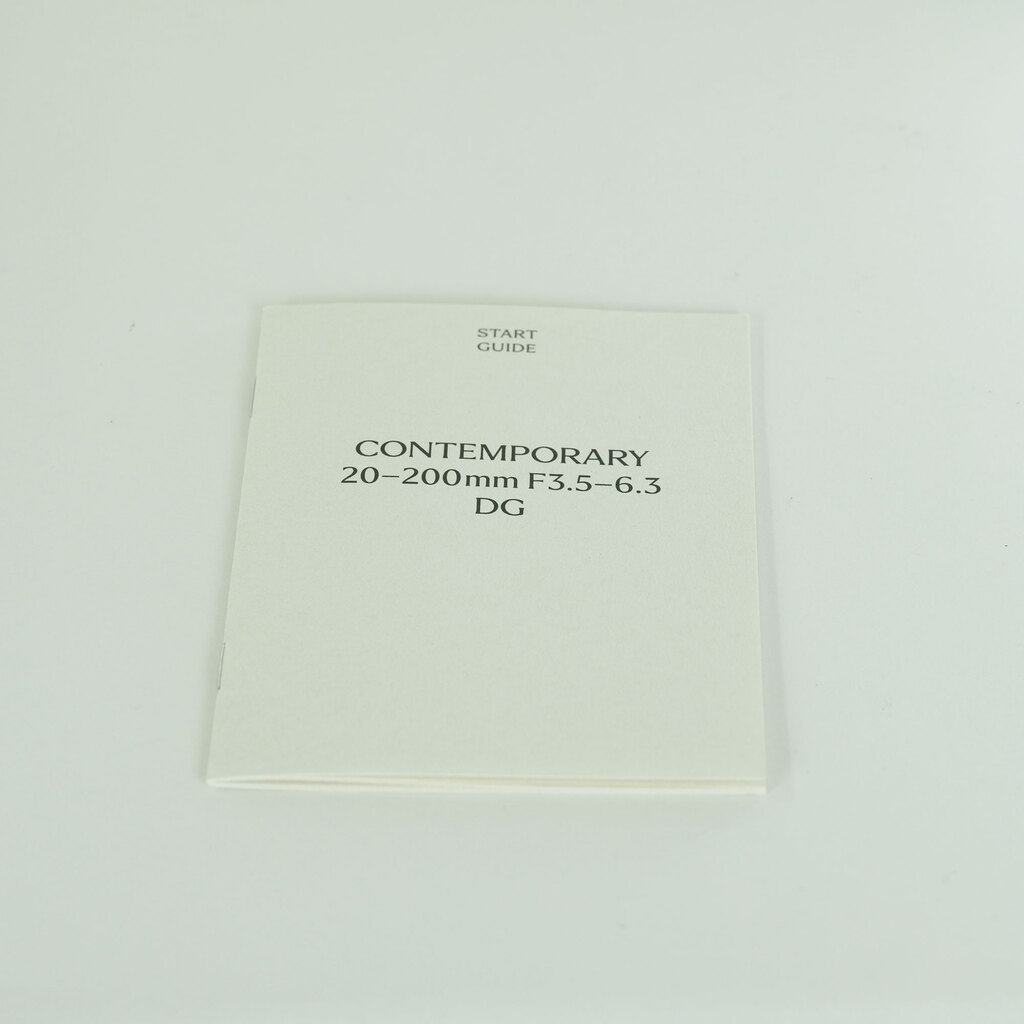 START
GUIDE
CONTEMPORARY
20–200mm F3.5–6.3
DG